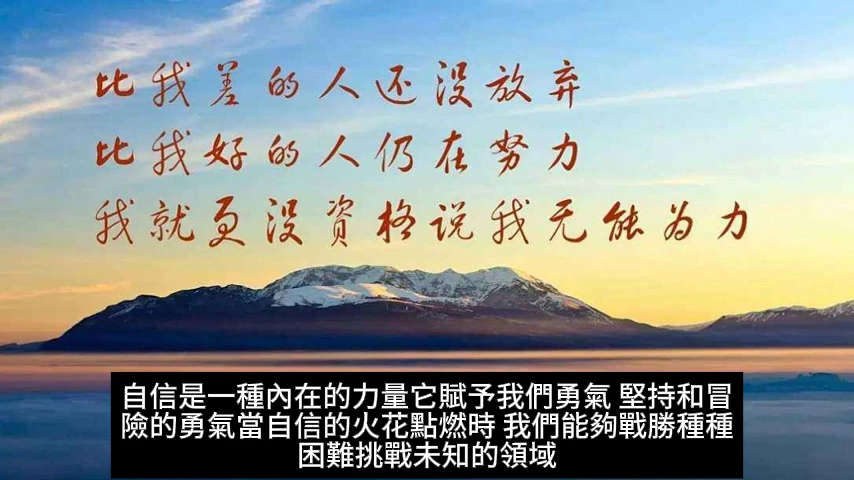 比我差的人还没放弃
比我好的人仍在努力
我就更没資格说我无能为力
自信是一種內在的力量它賦予我們勇氣 堅持和冒
險的勇氣當自信的火花點燃時 我們能夠戰勝種種
困難挑戰未知的領域